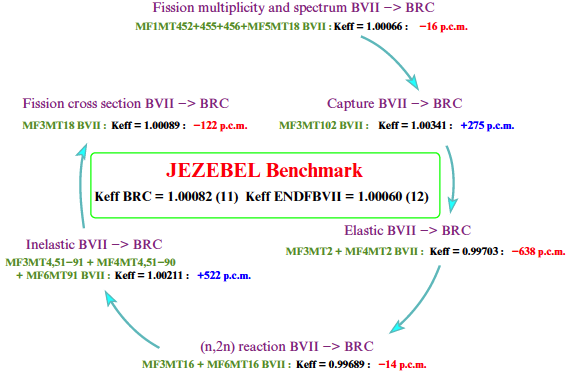 Fission multiplicity and spectrum BVII −> BRC
MF1MT452+455+456+MF5MT18 BVII : Keff = 1.00066 : −16 p.c.m.
Fission cross section BVII −> BRC
MF3MT18 BVII : Keff = 1.00089 : −122 p.c.m.
Capture BVII −> BRC
MF3MT102 BVII : Keff = 1.00341 : +275 p.c.m.
JEZEBEL Benchmark
Keff BRC = 1.00082 (11) Keff ENDFBVII = 1.00060 (12)
Inelastic BVII −> BRC
MF3MT4,51−91 + MF4MT4,51−90
+ MF6MT91 BVII : Keff = 1.00211 : +522 p.c.m.
Elastic BVII −> BRC
MF3MT2 + MF4MT2 BVII : Keff = 0.99703 : −638 p.c.m.
(n,2n) reaction BVII −> BRC
MF3MT16 + MF6MT16 BVII : Keff = 0.99689 : −14 p.c.m.